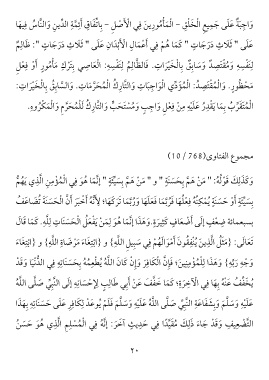 وَاجِبَةٌ عَلَى جَمِيعِ الْخَلْقِ - الْمَأْمُورِينَ فِي الْأَصْلِ - بِاتِّفَاقِ أَئِمَّةِ الدِّينِ وَالنَّاسُ فِيهَا
عَلَى " ثَلَاثِ دَرَجَاتٍ " كَمَا هُمْ فِي أَعْمَالِ الْأَبْدَانِ عَلَى " ثَلَاثِ دَرَجَاتٍ ": ظَالِمٌ
لِنَفْسِهِ وَمُقْتَصِدٌ وَسَابِقٌ بِالْخَيْرَاتِ. فَالظَّالِمُ لِنَفْسِهِ: الْعَاصِي بِتَرْكِ مَأْمُورٍ أَوْ فِعْلِ
مَحْظُورٍ. وَالْمُقْتَصِدُ: الْمُؤَدِّي الْوَاجِبَاتِ وَالتَّارِكُ الْمُحَرَّمَاتِ. وَالسَّابِقُ بِالْخَيْرَاتِ:
الْمُتَقَرِّبُ بِمَا يَقْدِرُ عَلَيْهِ مِنْ فِعْلِ وَاجِبٍ وَمُسْتَحَبٍّ وَالتَّارِكُ لِلْمُحَرَّمِ وَالْمَكْرُوهِ.
مجموع الفتاوى (768 / 10)
وَكَذَلِكَ قَوْلُهُ: " مَنْ هَمَّ بِحَسَنَةٍ " و " مَنْ هَمَّ بِسَيِّئَةٍ " إنَّمَا هُوَ فِي الْمُؤْمِنِ الَّذِي يَهُمُّ
بِسَيِّئَةٍ أَوْ حَسَنَةٍ يُمْكِنُهُ فِعْلُهَا فَرُبَّمَا فَعَلَهَا وَرُبَّمَا تَرَكَهَا؛ لِأَنَّهُ أَخْبَرَ أَنَّ الْحَسَنَةَ تُضَاعَفُ
بسبعمائة ضِعْفٍ إلَى أَضْعَافٍ كَثِيرَةٍ. وَهَذَا إنَّمَا هُوَ لِمَنْ يَفْعَلُ الْحَسَنَاتِ لِلَّهِ. كَمَا قَالَ
تَعَالَى: {مَثَلُ الَّذِينَ يُنْفِقُونَ أَمْوَالَهُمْ فِي سَبِيلِ اللَّهِ} و {ابْتِغَاءَ مَرْضَاةِ اللَّهِ} و {ابْتِغَاءَ
وَجْهِ رَبِّهِ} وَهَذَا لِلْمُؤْمِنِينَ؛ فَإِنَّ الْكَافِرَ وَإِنْ كَانَ اللَّهُ يُطْعِمُهُ بِحَسَنَاتِهِ فِي الدُّنْيَا وَقَدْ
يُخَفِّفُ عَنْهُ بِهَا فِي الْآخِرَةِ؛ كَمَا خَفَّفَ عَنْ أَبِي طَالِبٍ لِإِحْسَانِهِ إلَى النَّبِيِّ صَلَّى اللَّهُ
عَلَيْهِ وَسَلَّمَ وَبِشَفَاعَةِ النَّبِيِّ صَلَّى اللَّهُ عَلَيْهِ وَسَلَّمَ فَلَمْ يُوعَدْ لِكَافِرٍ عَلَى حَسَنَاتِهِ بِهَذَا
التَّضْعِيفِ وَقَدْ جَاءَ ذَلِكَ مُقَيَّدًا فِي حَدِيثٍ آخَرَ: إنَّهُ فِي الْمُسْلِمِ الَّذِي هُوَ حَسَنُ
٢٠